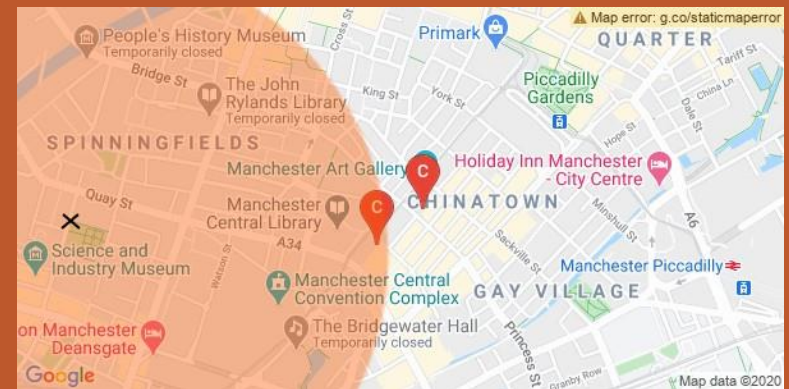 Map error: g.co/staticmaperror
People's History Museum
Temporarily closed
Cross St
Primark
QUARTER
Tariff St
Bridge St
The John
Rylands Library
Temporarily closed
King St
York St
Piccadilly
Gardens
China Ln
Dale St
Hope St
SPINNINGFIELDS
Manchester Art Gallery
Holiday Inn Manchester
- City Centre
C
C
CHINATOWN
Quay St
Manchester
Central Library
Minshull St
A6
A34
Watson St
Sackville St
Science and
Industry Museum
Manchester Piccadilly
Manchester Central
Convention Complex
GAY VILLAGE
on Manchester
Deansgate
The Bridgewater Hall
Temporarily closed
Princess St
Granby Row
Google
Map data ©2020